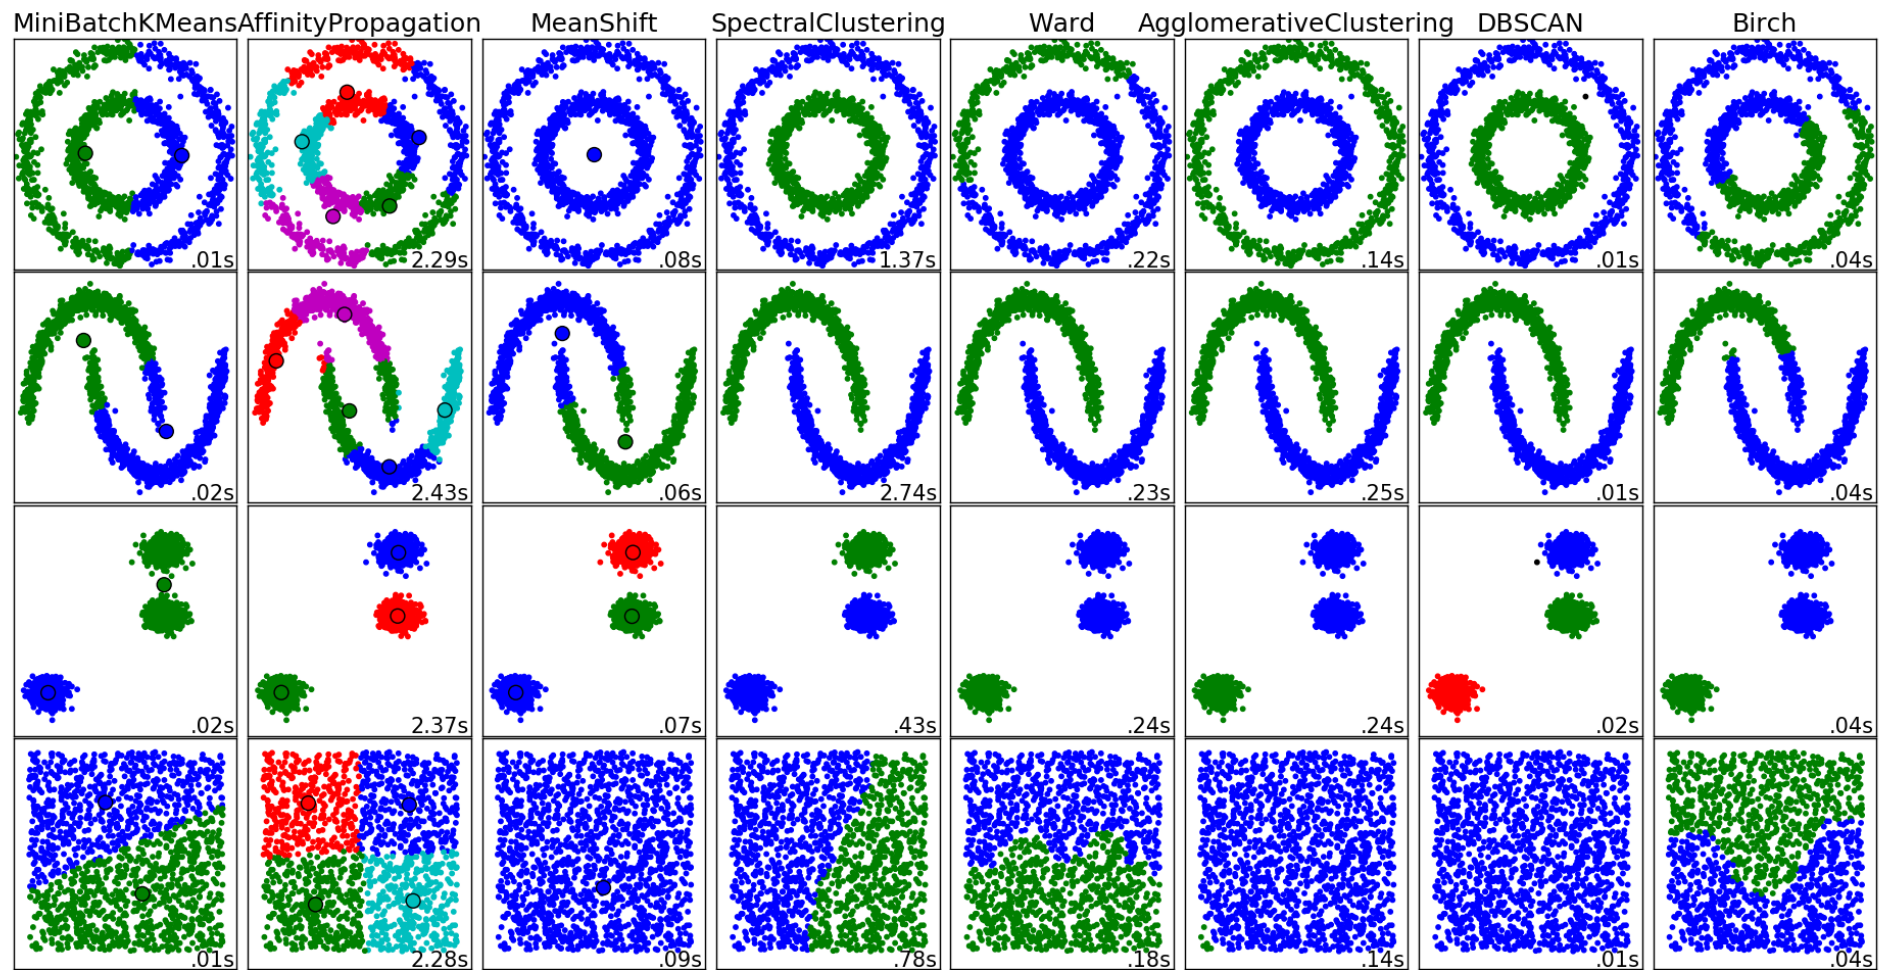 MiniBatchKMeans AffinityPropagation MeanShift SpectralClustering Ward AgglomerativeClustering DBSCAN Birch
.01s 2.29s .08s 1.37s .22s .14s .01s .04s
.02s 2.43s .06s 2.74s .23s .25s .01s .04s
.02s 2.37s .07s .43s .24s .24s .02s .04s
.01s 2.28s .09s .78s .18s .14s .01s .04s